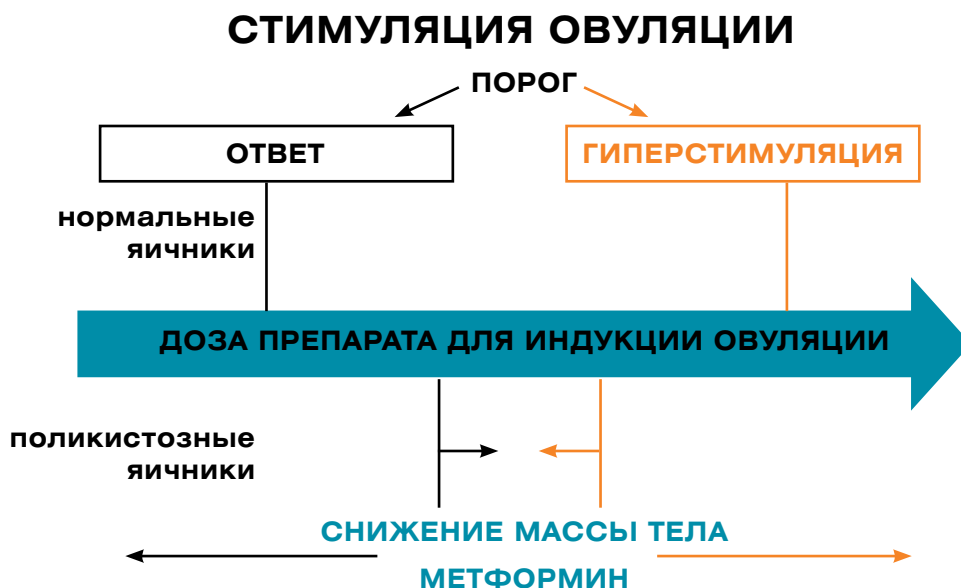 СТИМУЛЯЦИЯ ОВУЛЯЦИИ
ПОРОГ
ОТВЕТ
ГИПЕРСТИМУЛЯЦИЯ
нормальные
яичники
ДОЗА ПРЕПАРАТА ДЛЯ ИНДУКЦИИ ОВУЛЯЦИИ
поликистозные
яичники
СНИЖЕНИЕ МАССЫ ТЕЛА
МЕТФОРМИН